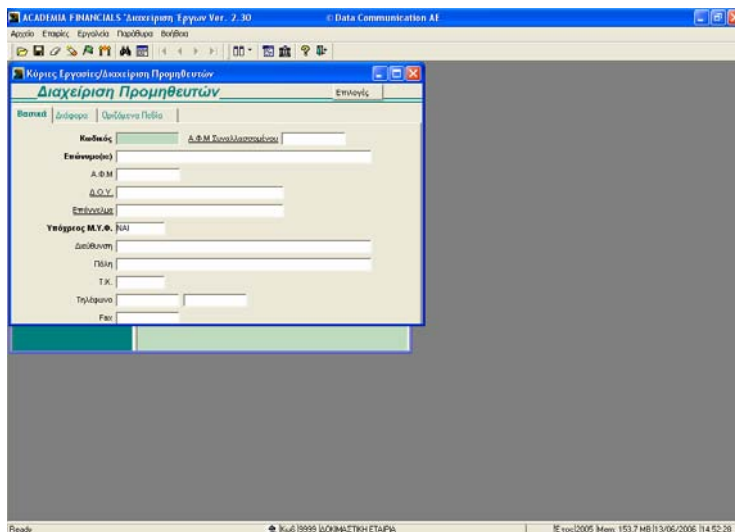 ACADEMIA FINANCIALS "Διαχείριση Έργων Ver. 2.30 © Data Communication AE
Αρχείο Εταιρίες Εργαλεία Παράθυρα Βοήθεια
Κύριες Εργασίες/Διαχείριση Προμηθευτών
Διαχείριση Προμηθευτών Επιλογές
Βασικά Διάφορα Οριζόμενα Πεδία
Κωδικός Α.Φ.Μ Συναλλασσομένου
Επώνυμο(ια)
Α.Φ.Μ
Δ.Ο.Υ.
Επάγγελμα
Υπόχρεος Μ.Υ.Φ. ΝΑΙ
Διεύθυνση
Πόλη
Τ.Κ.
Τηλέφωνα
Fax
Ready Κωδ 9999 ΔΟΚΙΜΑΣΤΙΚΗ ΕΤΑΙΡΙΑ Έτος 2005 Mem: 153.7 MB 13/06/2006 14:52:28